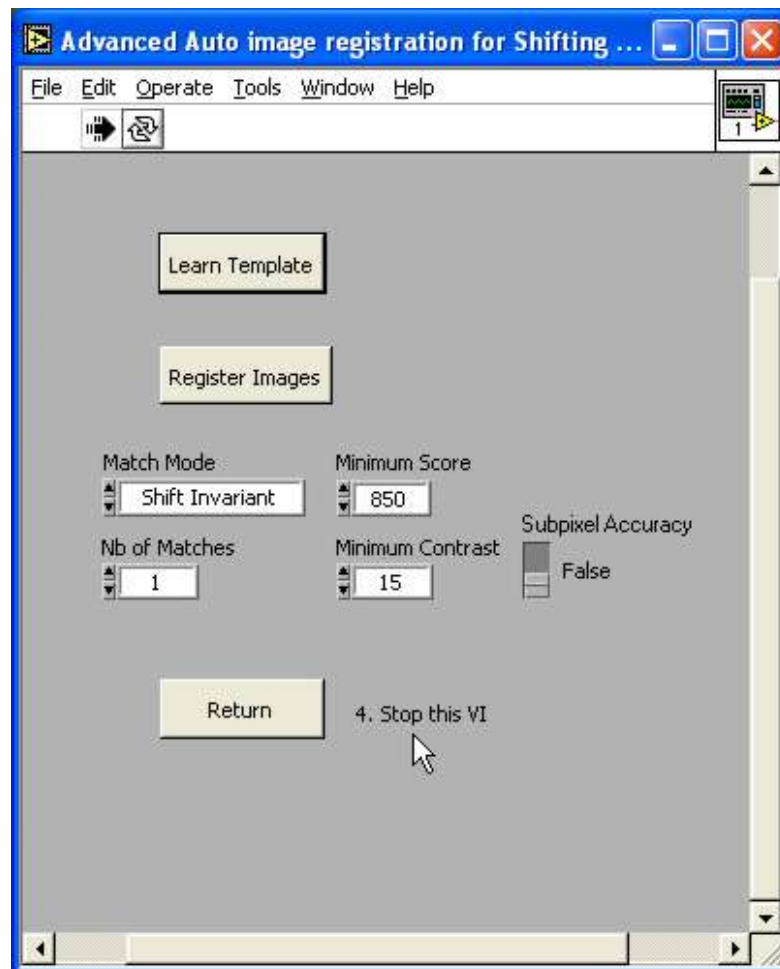 Advanced Auto image registration for Shifting ...
File Edit Operate Tools Window Help
1
Learn Template
Register Images
Match Mode Minimum Score
Shift Invariant 850
Subpixel Accuracy
Nb of Matches Minimum Contrast
1 15 False
Return 4. Stop this VI